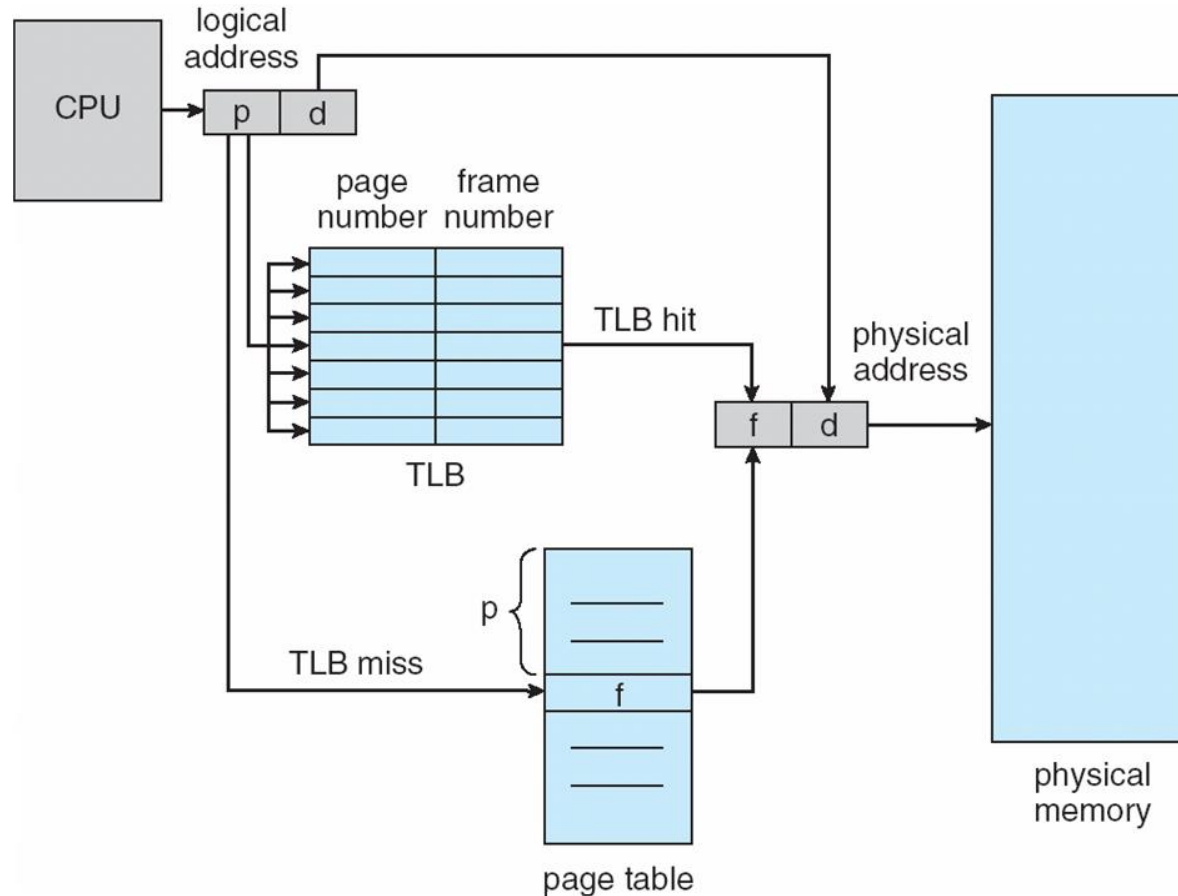 logical
address
CPU
p
d
page
number
frame
number
TLB hit
physical
address
f
d
TLB
p
TLB miss
f
physical
memory
page table